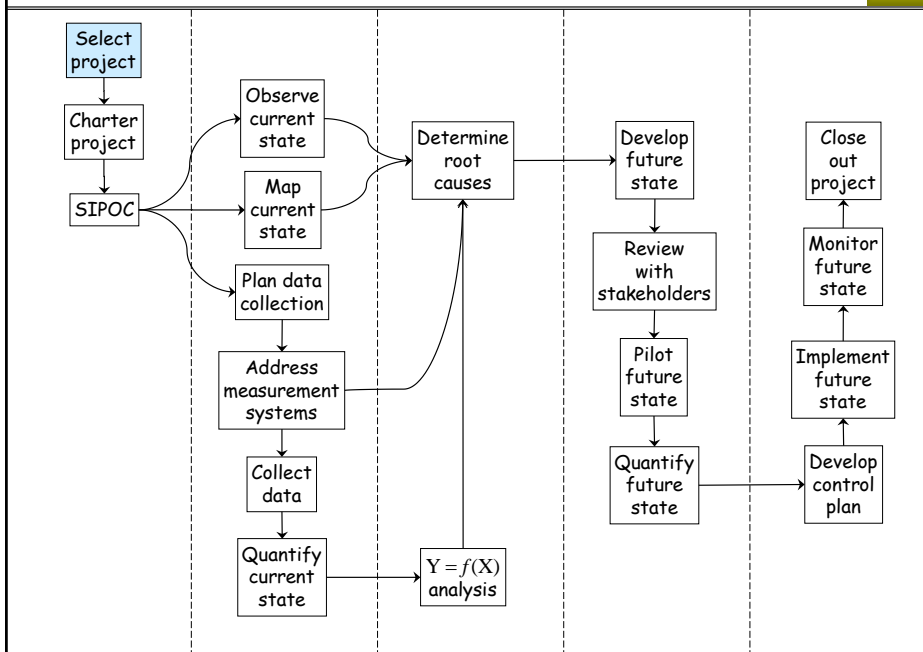 Select
project
Charter
project
SIPOC
Observe
current
state
Map
current
state
Plan data
collection
Address
measurement
systems
Collect
data
Quantify
current
state
Determine
root
causes
Y = f(X)
analysis
Develop
future
state
Review
with
stakeholders
Pilot
future
state
Quantify
future
state
Close
out
project
Monitor
future
state
Implement
future
state
Develop
control
plan